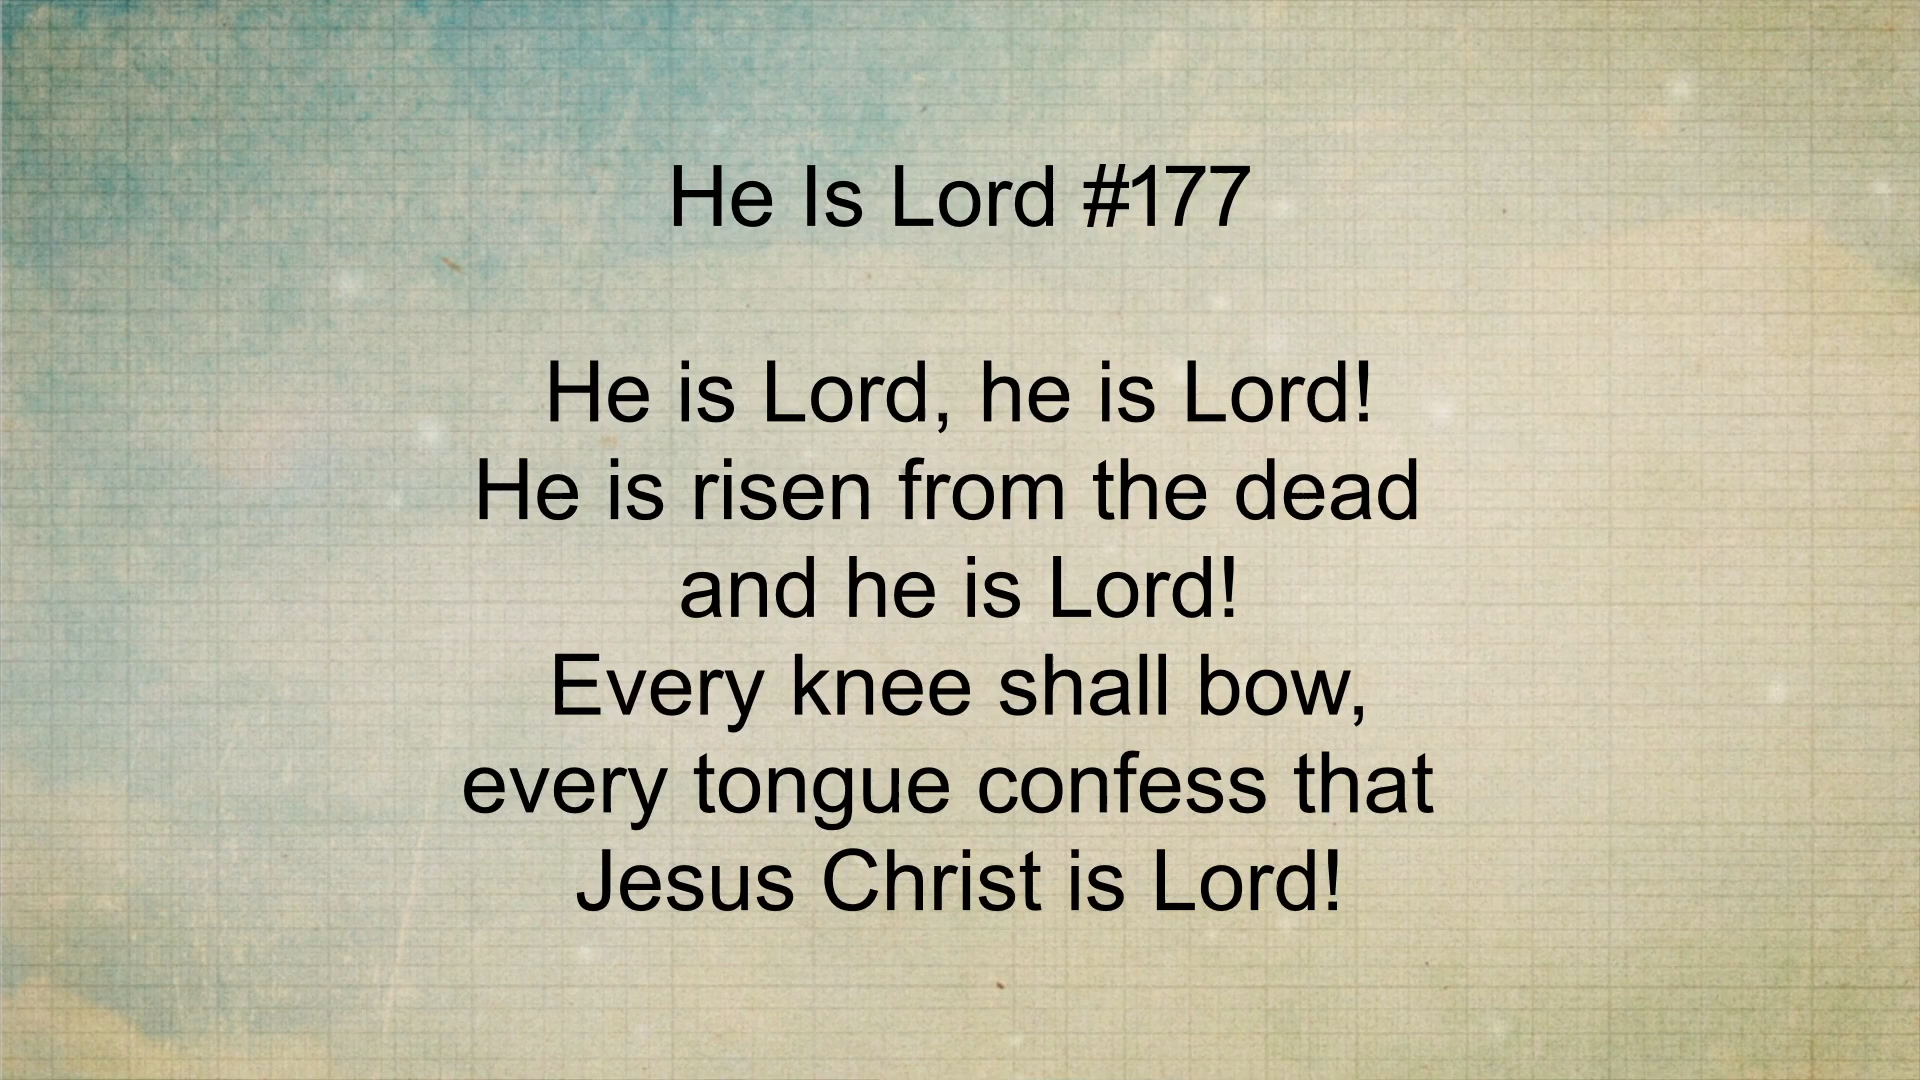 He Is Lord #177
He is Lord, he is Lord!
He is risen from the dead
and he is Lord!
Every knee shall bow,
every tongue confess that
Jesus Christ is Lord!